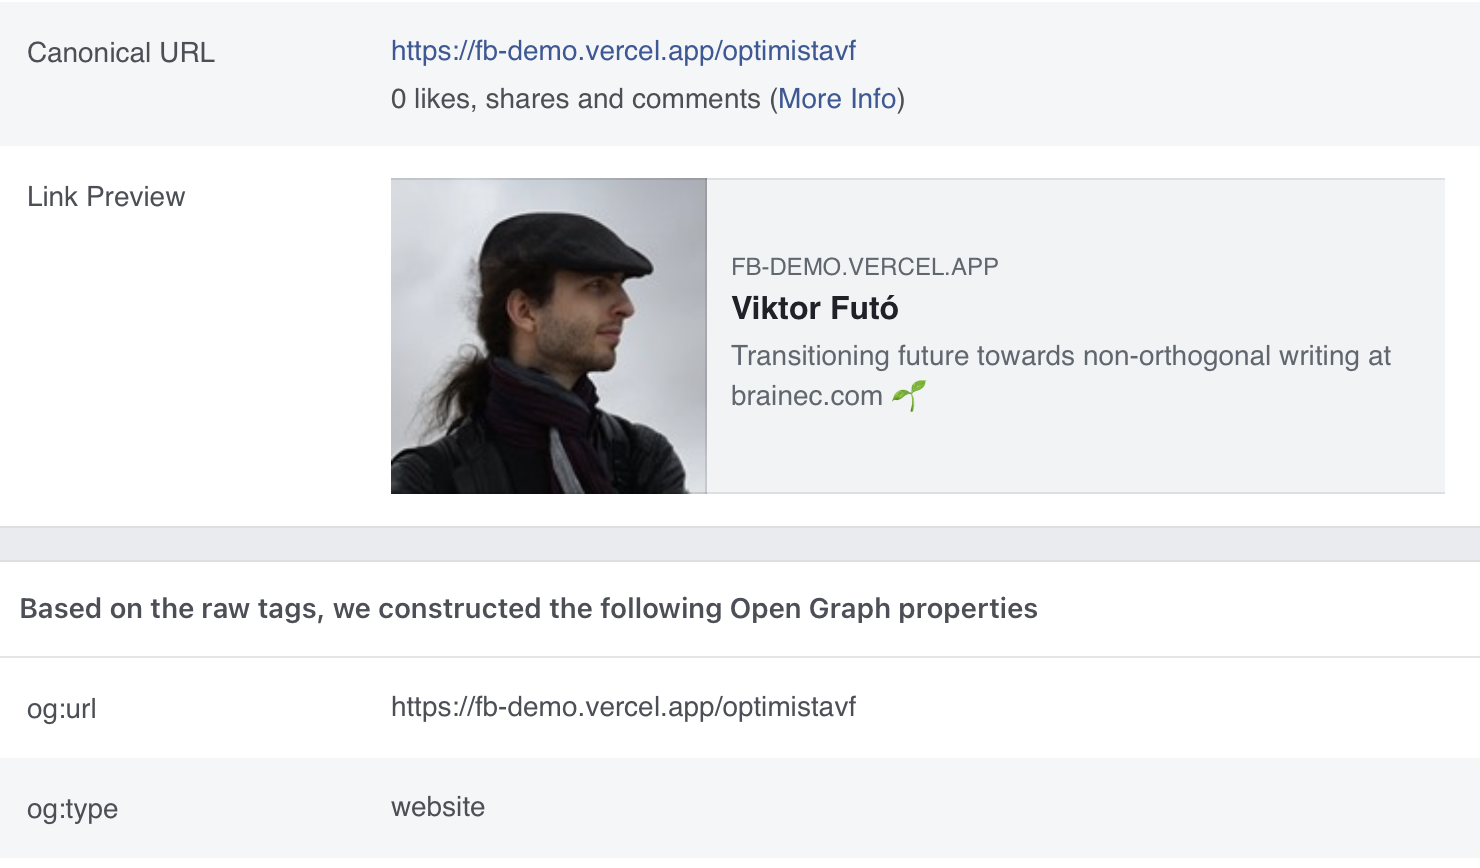 Canonical URL
https://fb-demo.vercel.app/optimistavf
0 likes, shares and comments (More Info)
Link Preview
FB-DEMO.VERCEL.APP
Viktor Futó
Transitioning future towards non-orthogonal writing at
brainec.com 🌱
Based on the raw tags, we constructed the following Open Graph properties
og:url
https://fb-demo.vercel.app/optimistavf
og:type
website